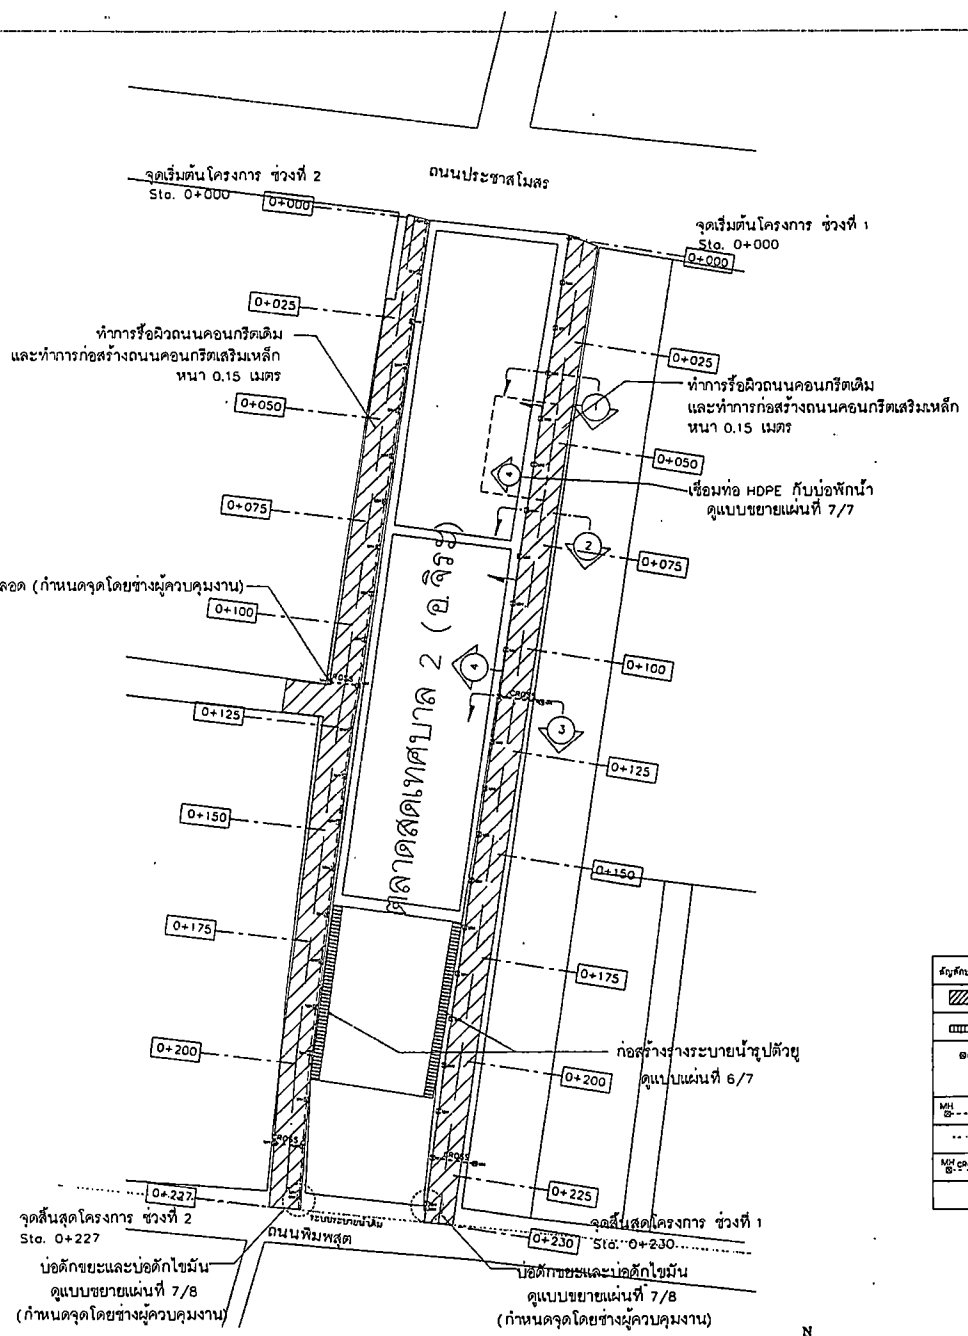 ถนนประชาสโมสร
จุดเริ่มต้นโครงการ ช่วงที่ 2
Sta. 0+000
0+000
จุดเริ่มต้นโครงการ ช่วงที่ 1
Sta. 0+000
0+000
0+025
ทำการรื้อผิวถนนคอนกรีตเดิม
และทำการก่อสร้างถนนคอนกรีตเสริมเหล็ก
หนา 0.15 เมตร
0+025
ทำการรื้อผิวถนนคอนกรีตเดิม
และทำการก่อสร้างถนนคอนกรีตเสริมเหล็ก
หนา 0.15 เมตร
0+050
1
0+050
4
เชื่อมท่อ HDPE กับบ่อพักน้ำ
ดูแบบขยายแผ่นที่ 7/7
0+075
2
0+075
ตลาดสดเทศบาล 2 (อ.จิระ)
ลอด (กำหนดจุดโดยช่างผู้ควบคุมงาน)
0+100
4
0+100
CROSS
CROSS
0+125
3
0+125
0+150
0+150
0+175
0+175
0+200
ก่อสร้างรางระบายน้ำรูปตัวยู
ดูแบบแผ่นที่ 6/7
0+200
CROSS
CROSS
0+227
0+225
จุดสิ้นสุดโครงการ ช่วงที่ 2
Sta. 0+227
ถนนพิมพสุต
0+230
จุดสิ้นสุดโครงการ ช่วงที่ 1
Sta. 0+230
บ่อดักขยะและบ่อดักไขมัน
ดูแบบขยายแผ่นที่ 7/8
(กำหนดจุดโดยช่างผู้ควบคุมงาน)
บ่อดักขยะและบ่อดักไขมัน
ดูแบบขยายแผ่นที่ 7/8
(กำหนดจุดโดยช่างผู้ควบคุมงาน)
MH
MH
N